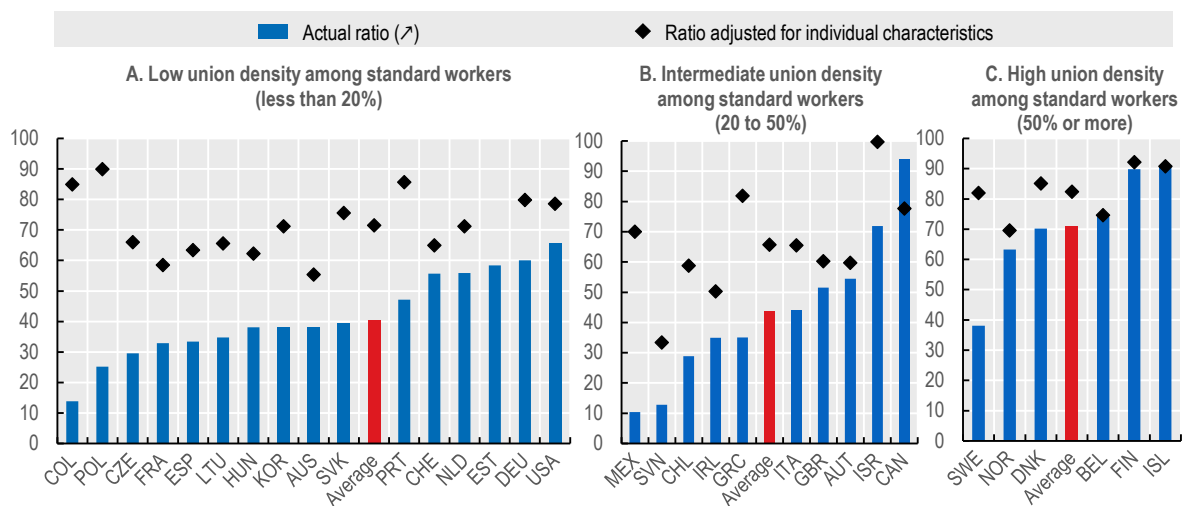 Actual ratio (↗)
Ratio adjusted for individual characteristics
A. Low union density among standard workers
(less than 20%)
100
90
80
70
60
50
40
30
20
10
0
COL
POL
CZE
FRA
ESP
LTU
HUN
KOR
AUS
SVK
Average
PRT
CHE
NLD
EST
DEU
USA
B. Intermediate union density
among standard workers
(20 to 50%)
100
90
80
70
60
50
40
30
20
10
0
MEX
SVN
CHL
IRL
GRC
Average
ITA
GBR
AUT
ISR
CAN
C. High union density
among standard workers
(50% or more)
100
90
80
70
60
50
40
30
20
10
0
SWE
NOR
DNK
Average
BEL
FIN
ISL